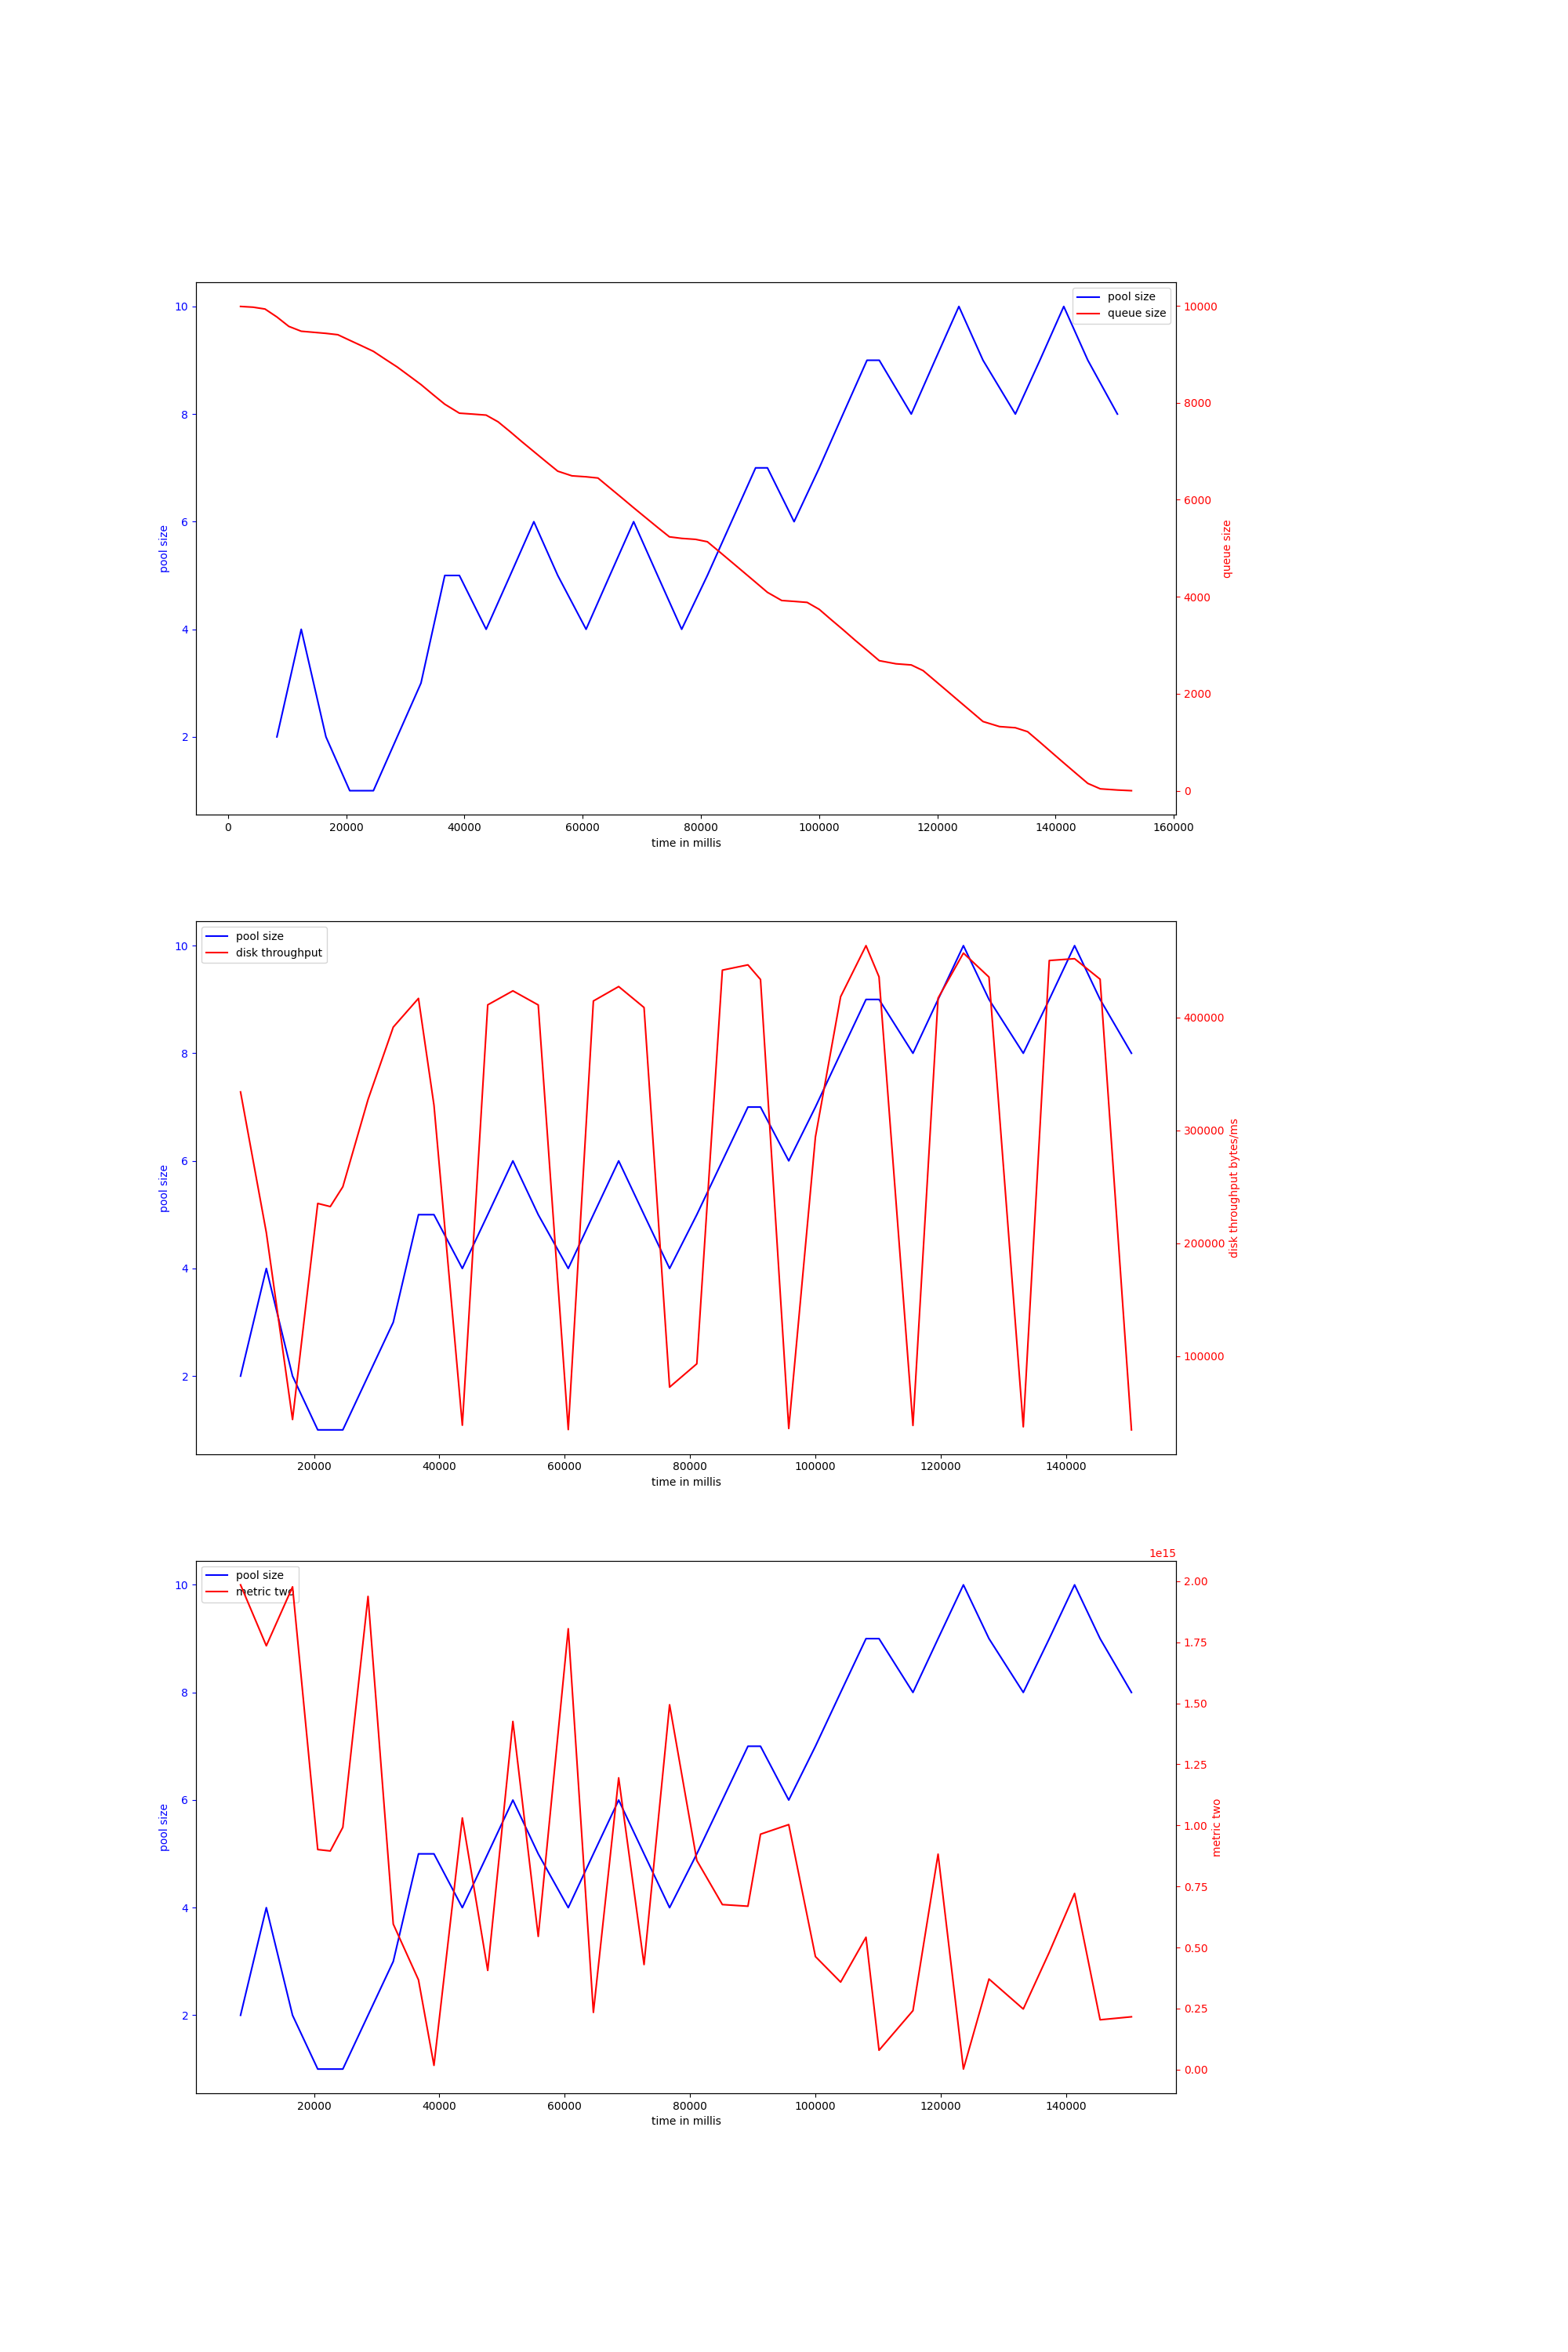 pool size
queue size
10
8
6
4
2
pool size
10000
8000
6000
4000
2000
0
queue size
0 20000 40000 60000 80000 100000 120000 140000 160000
time in millis
pool size
disk throughput
10
8
6
4
2
pool size
400000
300000
200000
100000
disk throughput bytes/ms
20000 40000 60000 80000 100000 120000 140000
time in millis
1e15
pool size
metric two
10
8
6
4
2
pool size
2.00
1.75
1.50
1.25
1.00
0.75
0.50
0.25
0.00
metric two
20000 40000 60000 80000 100000 120000 140000
time in millis